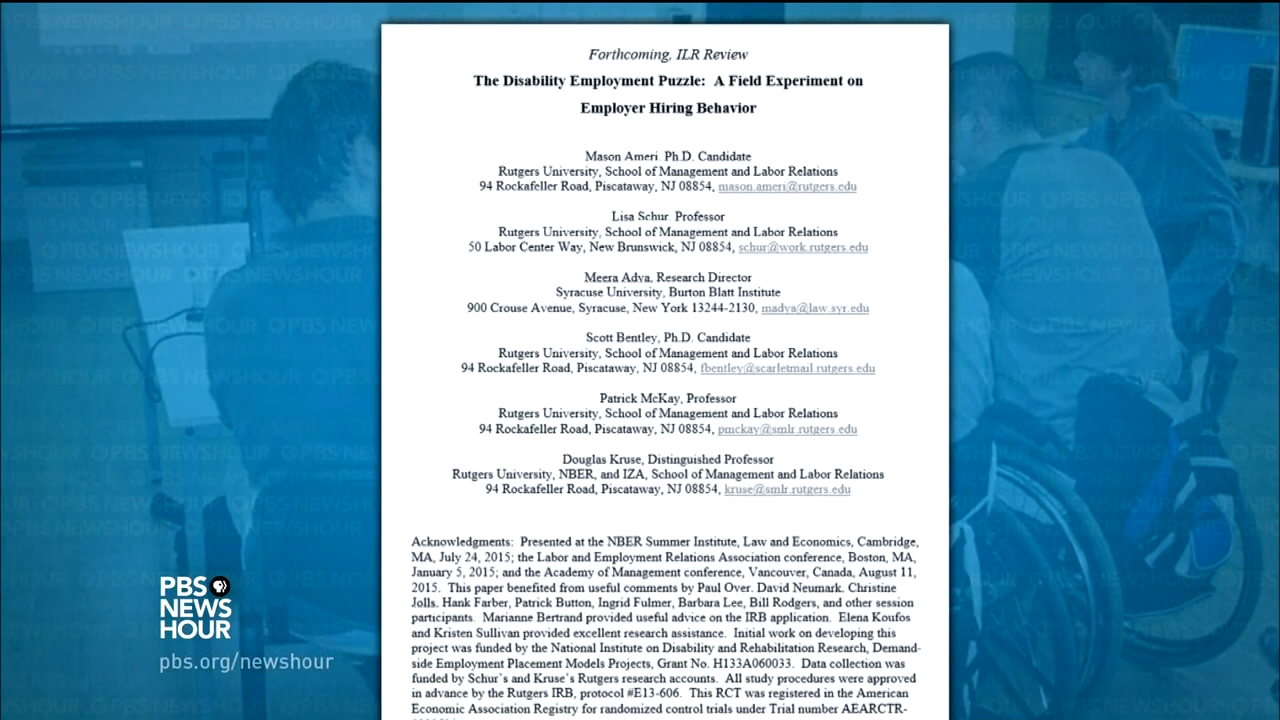 Forthcoming, ILR Review
The Disability Employment Puzzle: A Field Experiment on
Employer Hiring Behavior
Mason Ameri. Ph.D. Candidate
Rutgers University, School of Management and Labor Relations
94 Rockafeller Road, Piscataway, NJ 08854, mason.ameri@rutgers.edu
Lisa Schur. Professor
Rutgers University, School of Management and Labor Relations
50 Labor Center Way, New Brunswick, NJ 08854, schur@work.rutgers.edu
Meera Adya, Research Director
Syracuse University, Burton Blatt Institute
900 Crouse Avenue, Syracuse, New York 13244-2130, madya@law.syr.edu
Scott Bentley, Ph.D. Candidate
Rutgers University, School of Management and Labor Relations
94 Rockafeller Road, Piscataway, NJ 08854, fbentley@scarletmail.rutgers.edu
Patrick McKay, Professor
Rutgers University, School of Management and Labor Relations
94 Rockafeller Road, Piscataway, NJ 08854, pmckay@smlr.rutgers.edu
Douglas Kruse, Distinguished Professor
Rutgers University, NBER, and IZA, School of Management and Labor Relations
94 Rockafeller Road, Piscataway, NJ 08854, kruse@smlr.rutgers.edu
Acknowledgments: Presented at the NBER Summer Institute, Law and Economics, Cambridge,
MA, July 24, 2015; the Labor and Employment Relations Association conference, Boston, MA,
January 5, 2015; and the Academy of Management conference, Vancouver, Canada, August 11,
2015. This paper benefited from useful comments by Paul Over. David Neumark. Christine
Jolls. Hank Farber, Patrick Button, Ingrid Fulmer, Barbara Lee, Bill Rodgers, and other session
participants. Marianne Bertrand provided useful advice on the IRB application. Elena Koufos
and Kristen Sullivan provided excellent research assistance. Initial work on developing this
project was funded by the National Institute on Disability and Rehabilitation Research, Demand-
side Employment Placement Models Projects, Grant No. H133A060033. Data collection was
funded by Schur's and Kruse's Rutgers research accounts. All study procedures were approved
in advance by the Rutgers IRB, protocol #E13-606. This RCT was registered in the American
Economic Association Registry for randomized control trials under Trial number AEARCTR-
PBS
NEWS
HOUR
pbs.org/newshour